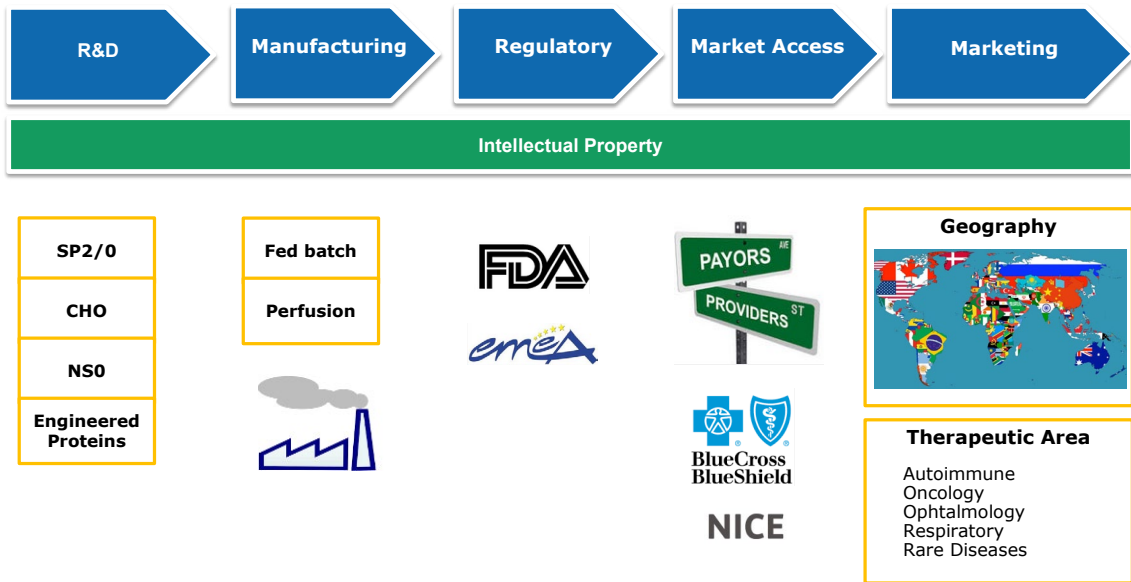 R&D
Manufacturing
Regulatory
Market Access
Marketing
Intellectual Property
SP2/0
CHO
NS0
Engineered
Proteins
Fed batch
Perfusion
FDA
emeA
PAYORS AVE
PROVIDERS ST
BlueCross
BlueShield
NICE
Geography
Therapeutic Area
Autoimmune
Oncology
Ophtalmology
Respiratory
Rare Diseases